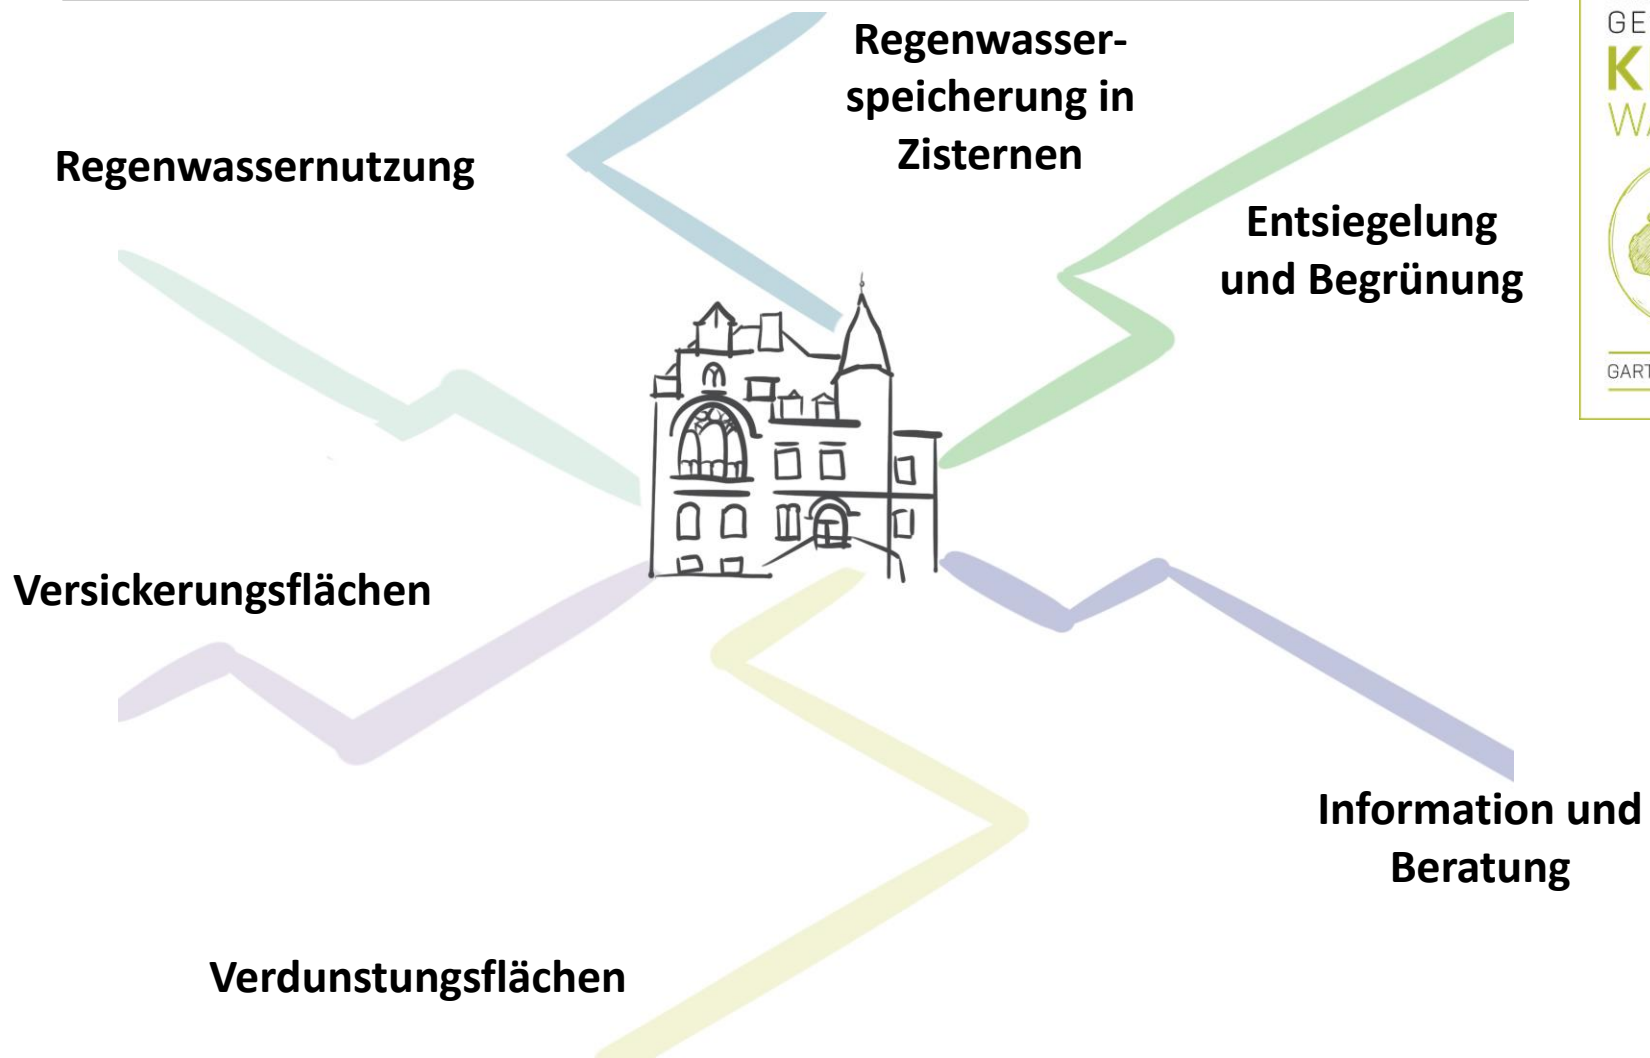 Regenwasser-
speicherung in
Zisternen
Regenwassernutzung
Entsiegelung
und Begrünung
Versickerungsflächen
Information und
Beratung
Verdunstungsflächen